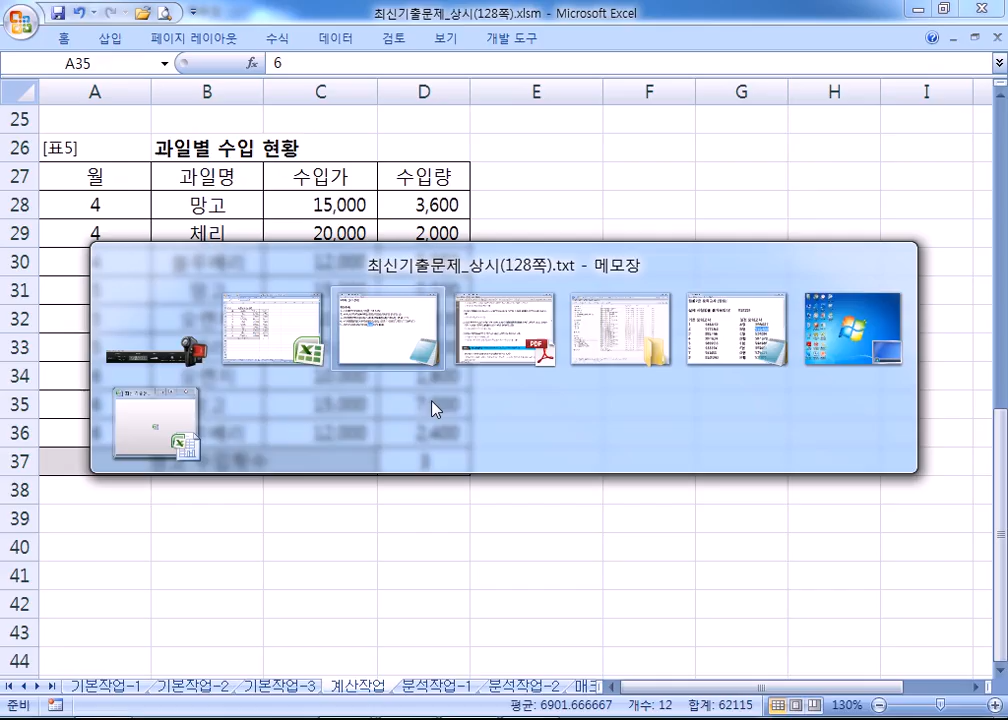 최신기출문제_상시(128쪽).xlsm - Microsoft Excel
홈 삽입 페이지 레이아웃 수식 데이터 검토 보기 개발 도구
A35 fx 6
A B C D E F G H I
25
26 [표5] 과일별 수입 현황
27 월 과일명 수입가 수입량
28 4 망고 15,000 3,600
29 4 체리 20,000 2,000
최신기출문제_상시(128쪽).txt - 메모장
30
31
32
33
34
35
36
37
38
39
40
41
42
43
44
기본작업-1 기본작업-2 기본작업-3 계산작업 분석작업-1 분석작업-2 매크
준비 평균: 6901.666667 개수: 12 합계: 62115 130%